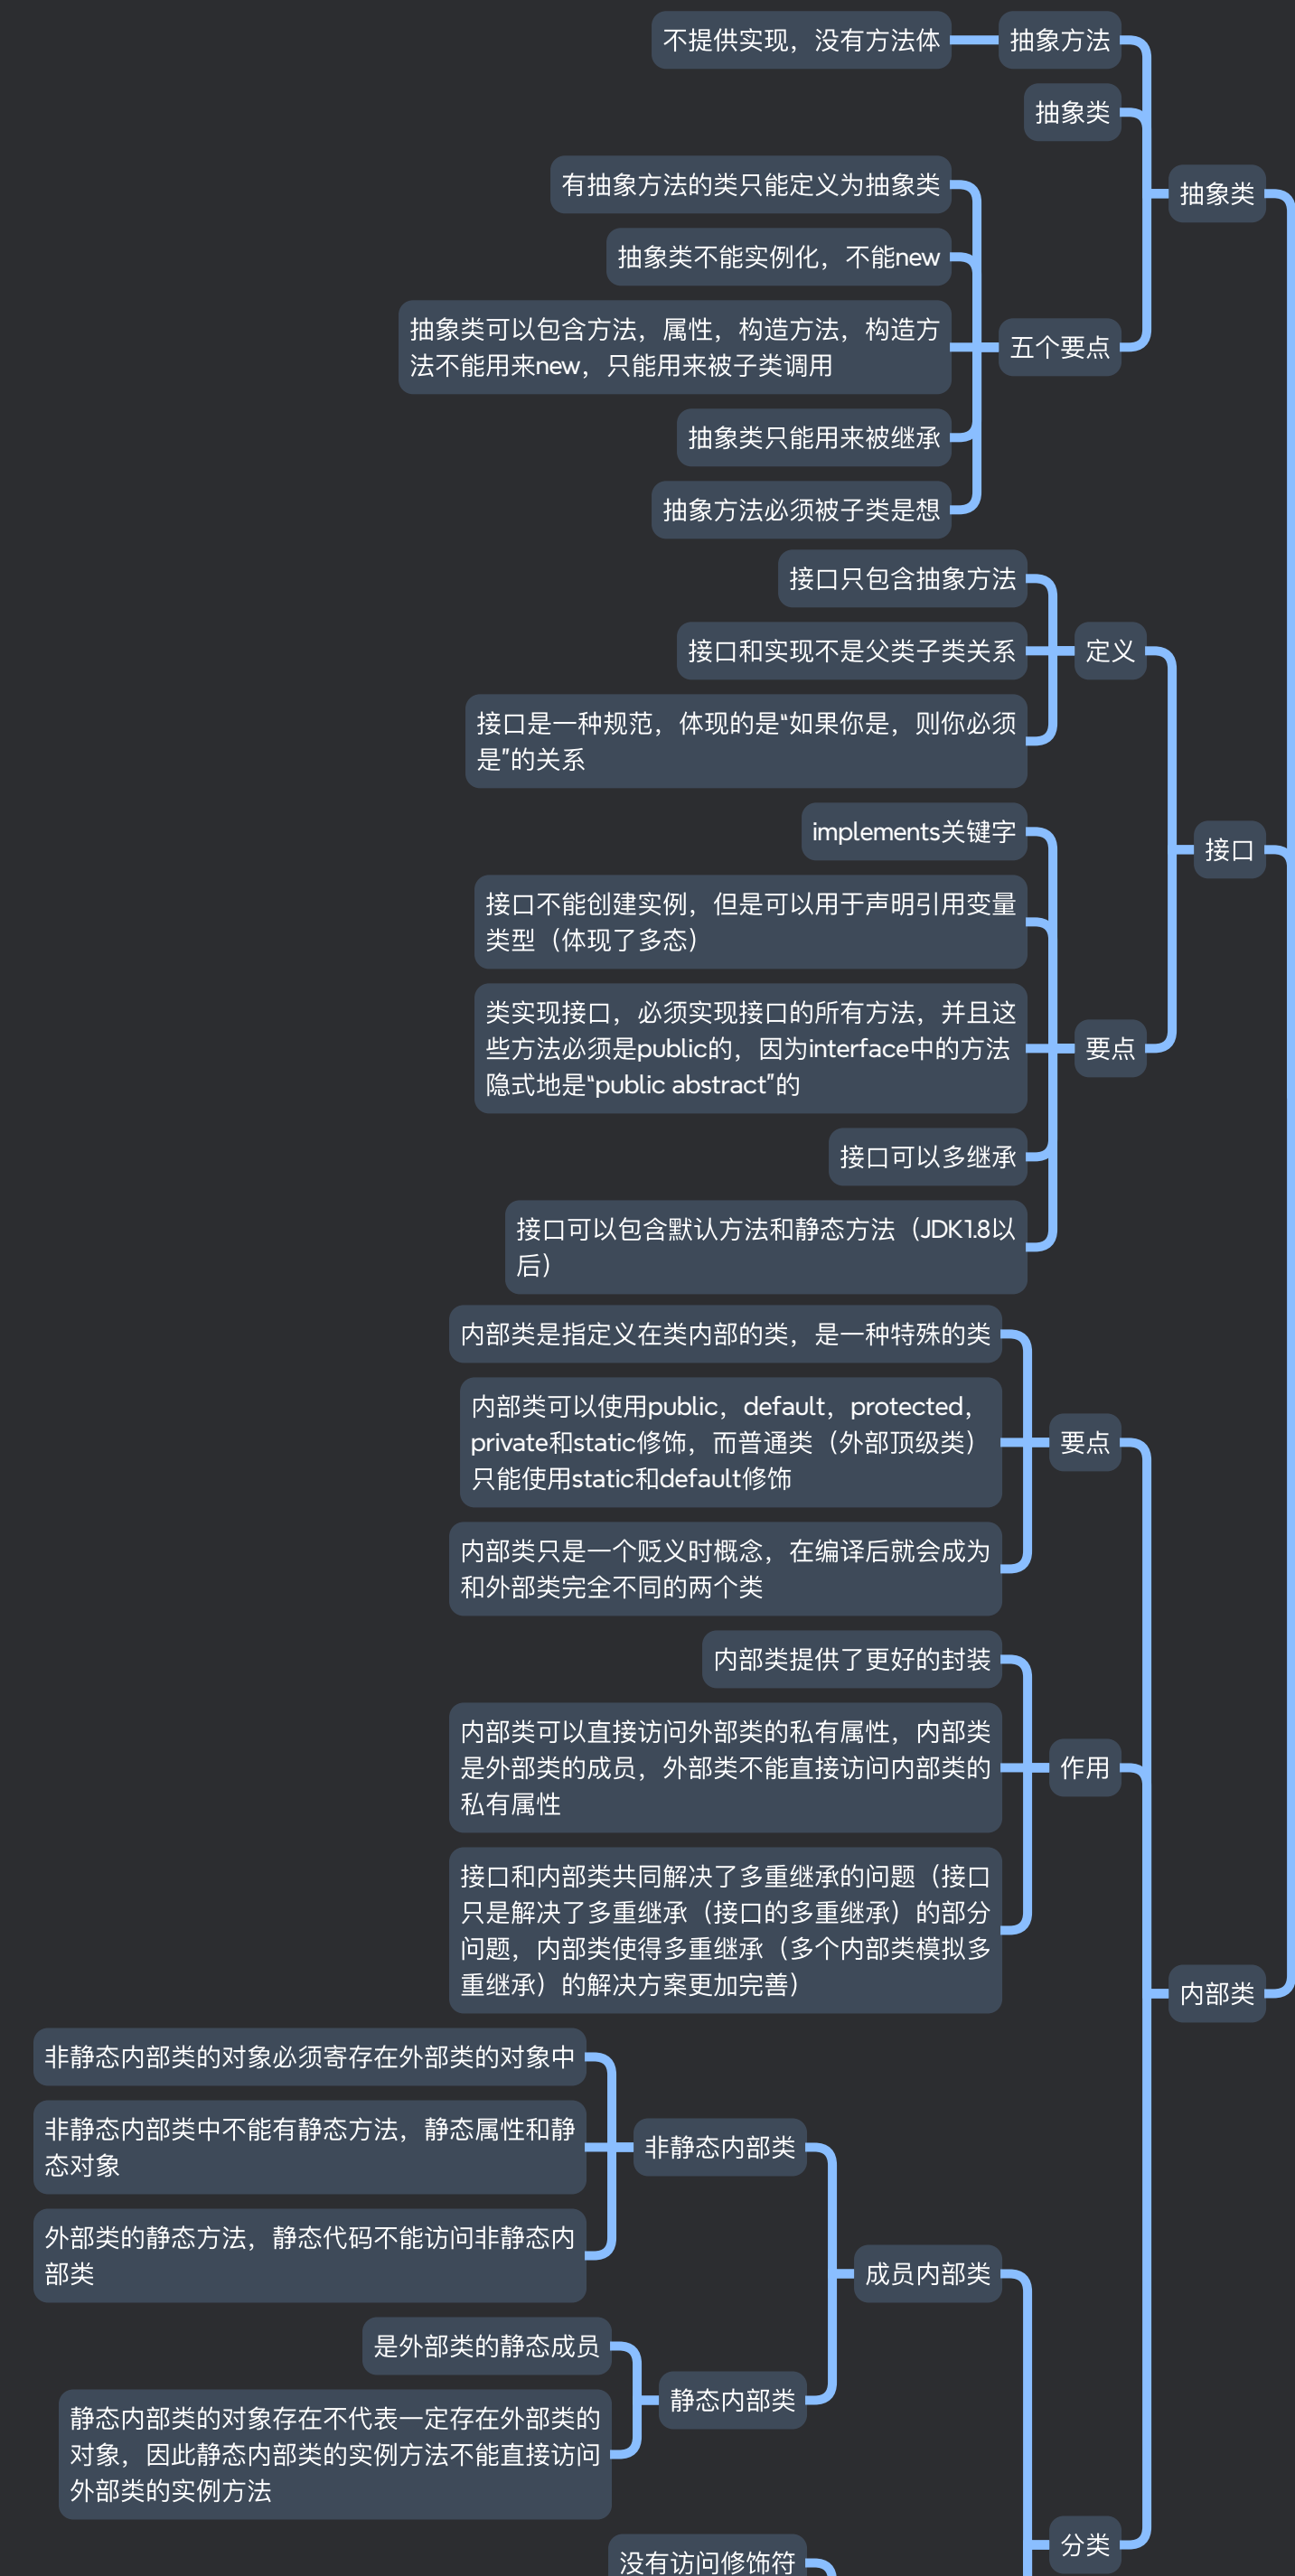 不提供实现，没有方法体
抽象方法
抽象类
有抽象方法的类只能定义为抽象类
抽象类
抽象类不能实例化，不能new
抽象类可以包含方法，属性，构造方法，构造方
法不能用来new，只能用来被子类调用
五个要点
抽象类只能用来被继承
抽象方法必须被子类是想
接口只包含抽象方法
接口和实现不是父类子类关系
定义
接口是一种规范，体现的是“如果你是，则你必须
是”的关系
implements关键字
接口
接口不能创建实例，但是可以用于声明引用变量
类型（体现了多态）
类实现接口，必须实现接口的所有方法，并且这
些方法必须是public的，因为interface中的方法
隐式地是“public abstract”的
要点
接口可以多继承
接口可以包含默认方法和静态方法（JDK1.8以
后）
内部类是指定义在类内部的类，是一种特殊的类
内部类可以使用public，default，protected，
private和static修饰，而普通类（外部顶级类）
只能使用static和default修饰
要点
内部类只是一个贬义时概念，在编译后就会成为
和外部类完全不同的两个类
内部类提供了更好的封装
内部类可以直接访问外部类的私有属性，内部类
是外部类的成员，外部类不能直接访问内部类的
私有属性
作用
接口和内部类共同解决了多重继承的问题（接口
只是解决了多重继承（接口的多重继承）的部分
问题，内部类使得多重继承（多个内部类模拟多
重继承）的解决方案更加完善）
内部类
非静态内部类的对象必须寄存在外部类的对象中
非静态内部类中不能有静态方法，静态属性和静
态对象
非静态内部类
外部类的静态方法，静态代码不能访问非静态内
部类
成员内部类
是外部类的静态成员
静态内部类
静态内部类的对象存在不代表一定存在外部类的
对象，因此静态内部类的实例方法不能直接访问
外部类的实例方法
分类
没有访问修饰符